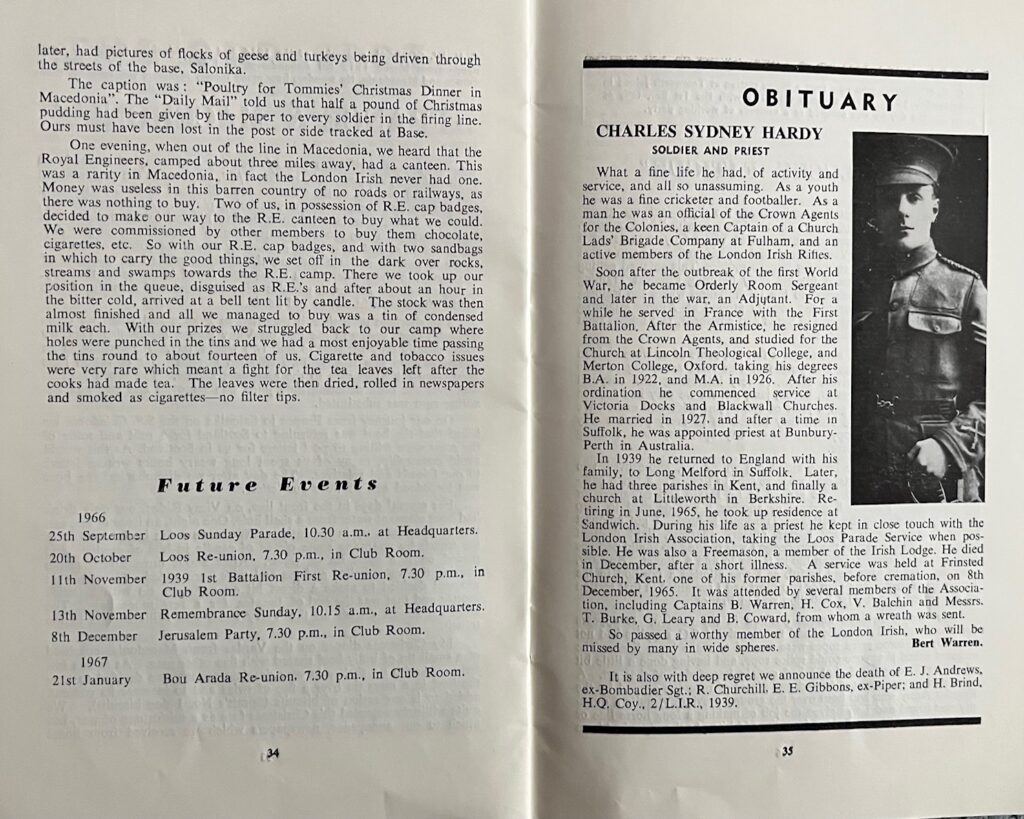 later, had pictures of flocks of geese and turkeys being driven through
the streets of the base, Salonika.
The caption was: "Poultry for Tommies' Christmas Dinner in
Macedonia". The "Daily Mail" told us that half a pound of Christmas
pudding had been given by the paper to every soldier in the firing line.
Ours must have been lost in the post or side tracked at Base.
One evening, when out of the line in Macedonia, we heard that the
Royal Engineers, camped about three miles away, had a canteen. This
was a rarity in Macedonia, in fact the London Irish never had one.
Money was useless in this barren country of no roads or railways, as
there was nothing to buy. Two of us, in possession of R.E. cap badges,
decided to make our way to the R.E. canteen to buy what we could.
We were commissioned by other members to buy them chocolate,
cigarettes, etc. So with our R.E. cap badges, and with two sandbags
in which to carry the good things, we set off in the dark over rocks,
streams and swamps towards the R.E. camp. There we took up our
position in the queue, disguised as R.E.'s and after about an hour in
the bitter cold, arrived at a bell tent lit by candle. The stock was then
almost finished and all we managed to buy was a tin of condensed
milk each. With our prizes we struggled back to our camp where
holes were punched in the tins and we had a most enjoyable time passing
the tins round to about fourteen of us. Cigarette and tobacco issues
were very rare which meant a fight for the tea leaves left after the
cooks had made tea. The leaves were then dried, rolled in newspapers
and smoked as cigarettes—no filter tips.
Future Events
1966
25th September Loos Sunday Parade, 10.30 a.m., at Headquarters.
20th October Loos Re-union, 7.30 p.m., in Club Room.
11th November 1939 1st Battalion First Re-union, 7.30 p.m., in
Club Room.
13th November Remembrance Sunday, 10.15 a.m., at Headquarters.
8th December Jerusalem Party, 7.30 p.m., in Club Room.
1967
21st January Bou Arada Re-union, 7.30 p.m., in Club Room.
34
OBITUARY
CHARLES SYDNEY HARDY
SOLDIER AND PRIEST
What a fine life he had, of activity and
service, and all so unassuming. As a youth
he was a fine cricketer and footballer. As a
man he was an official of the Crown Agents
for the Colonies, a keen Captain of a Church
Lads' Brigade Company at Fulham, and an
active members of the London Irish Rifles.
Soon after the outbreak of the first World
War, he became Orderly Room Sergeant
and later in the war, an Adjutant. For a
while he served in France with the First
Battalion. After the Armistice, he resigned
from the Crown Agents, and studied for the
Church at Lincoln Theological College, and
Merton College, Oxford, taking his degrees
B.A. in 1922, and M.A. in 1926. After his
ordination he commenced service at
Victoria Docks and Blackwall Churches.
He married in 1927, and after a time in
Suffolk, he was appointed priest at Bunbury-
Perth in Australia.
In 1939 he returned to England with his
family, to Long Melford in Suffolk. Later,
he had three parishes in Kent, and finally a
church at Littleworth in Berkshire. Re-
tiring in June, 1965, he took up residence at
Sandwich. During his life as a priest he kept in close touch with the
London Irish Association, taking the Loos Parade Service when pos-
sible. He was also a Freemason, a member of the Irish Lodge. He died
in December, after a short illness. A service was held at Frinsted
Church, Kent, one of his former parishes, before cremation, on 8th
December, 1965. It was attended by several members of the Associa-
tion, including Captains B. Warren, H. Cox, V. Balchin and Messrs.
T. Burke, G. Leary and B. Coward, from whom a wreath was sent.
So passed a worthy member of the London Irish, who will be
missed by many in wide spheres. Bert Warren.
It is also with deep regret we announce the death of E. J. Andrews,
ex-Bombadier Sgt.; R. Churchill, E. E. Gibbons, ex-Piper; and H. Brind,
H.Q. Coy., 2/L.I.R., 1939.
35